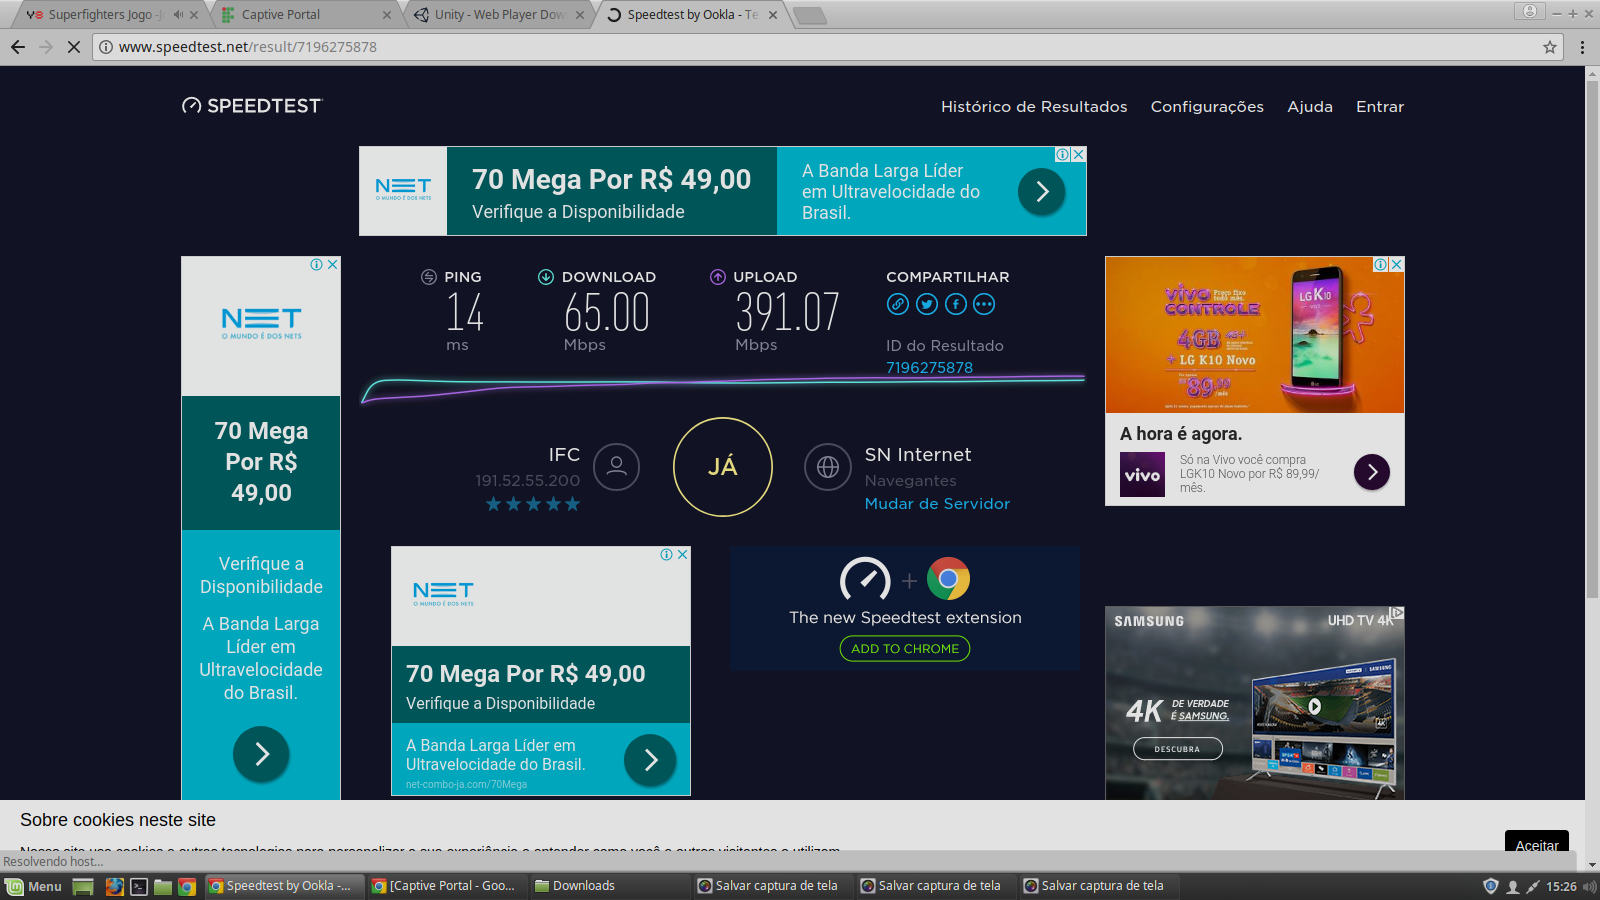 Superfighters Jogo - J
Captive Portal
Unity - Web Player Dow
Speedtest by Ookla - Te
www.speedtest.net/result/7196275878
SPEEDTEST
Histórico de Resultados
Configurações
Ajuda
Entrar
NET
O MUNDO É DOS NETS
70 Mega Por R$ 49,00
Verifique a Disponibilidade
A Banda Larga Líder
em Ultravelocidade do
Brasil.
NET
O MUNDO É DOS NETS
70 Mega
Por R$
49,00
Verifique a
Disponibilidade
A Banda Larga
Líder em
Ultravelocidade
do Brasil.
PING
14
ms
DOWNLOAD
65.00
Mbps
UPLOAD
391.07
Mbps
COMPARTILHAR
ID do Resultado
7196275878
IFC
191.52.55.200
JÁ
SN Internet
Navegantes
Mudar de Servidor
vivo Preço fixo
todo mês.
CONTROLE
4GB
+ LG K10 Novo
R$89,99
/mês
LG K10
A hora é agora.
vivo
Só na Vivo você compra
LGK10 Novo por R$ 89,99/
mês.
NET
O MUNDO É DOS NETS
70 Mega Por R$ 49,00
Verifique a Disponibilidade
A Banda Larga Líder em
Ultravelocidade do Brasil.
net-combo-ja.com/70Mega
+
The new Speedtest extension
ADD TO CHROME
SAMSUNG
UHD TV 4K
4K DE VERDADE
É SAMSUNG.
DESCUBRA
SAMSUNG
4K
Sobre cookies neste site
Nosso site usa cookies e outras tecnologias para personalizar a sua experiência e entender como você e outros visitantes o utilizam
Aceitar
Resolvendo host...
Menu
Speedtest by Ookla -...
[Captive Portal - Goo...
Downloads
Salvar captura de tela
Salvar captura de tela
Salvar captura de tela
15:26